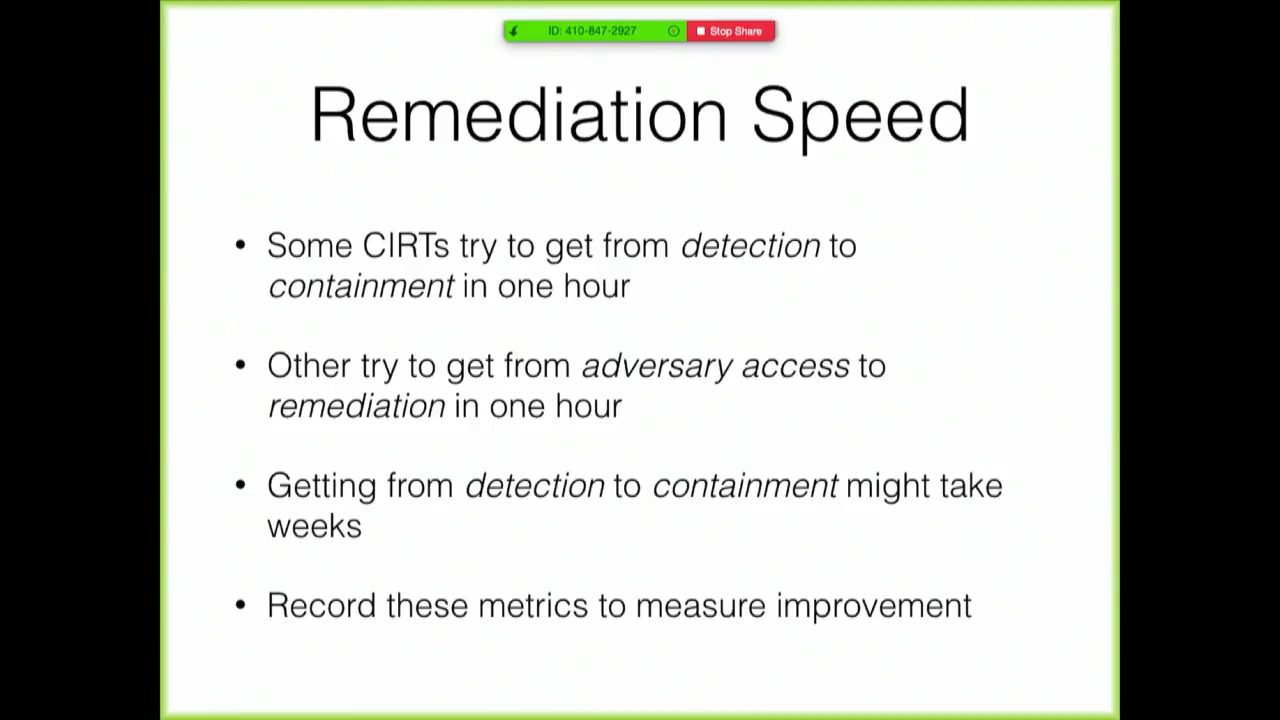 ID: 410-847-2927
Stop Share
Remediation Speed
• Some CIRTs try to get from detection to
containment in one hour
• Other try to get from adversary access to
remediation in one hour
• Getting from detection to containment might take
weeks
• Record these metrics to measure improvement